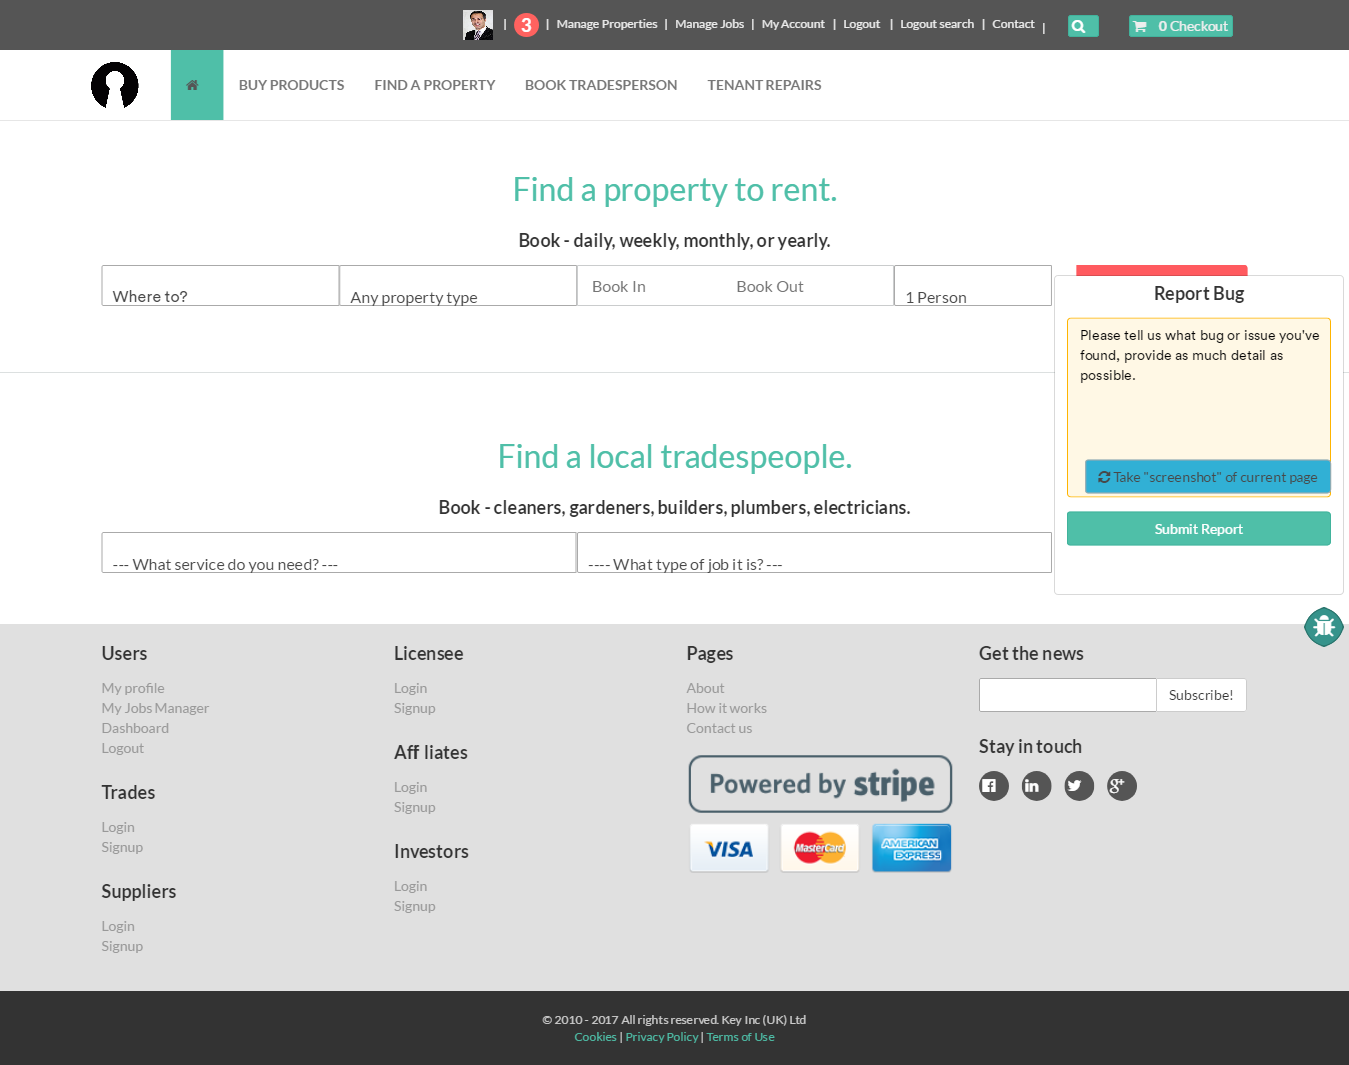 | 3 | Manage Properties | Manage Jobs | My Account | Logout | Logout search | Contact | 0 Checkout
BUY PRODUCTS FIND A PROPERTY BOOK TRADESPERSON TENANT REPAIRS
Find a property to rent.
Book - daily, weekly, monthly, or yearly.
Where to? Any property type Book In Book Out 1 Person
Report Bug
Please tell us what bug or issue you've
found, provide as much detail as
possible.
Take "screenshot" of current page
Submit Report
Find a local tradespeople.
Book - cleaners, gardeners, builders, plumbers, electricians.
--- What service do you need? --- ---- What type of job it is? ---
Users
My profile
My Jobs Manager
Dashboard
Logout
Trades
Login
Signup
Suppliers
Login
Signup
Licensee
Login
Signup
Aff liates
Login
Signup
Investors
Login
Signup
Pages
About
How it works
Contact us
Powered by stripe
VISA MasterCard AMERICAN EXPRESS
Get the news
Subscribe!
Stay in touch
© 2010 - 2017 All rights reserved. Key Inc (UK) Ltd
Cookies | Privacy Policy | Terms of Use